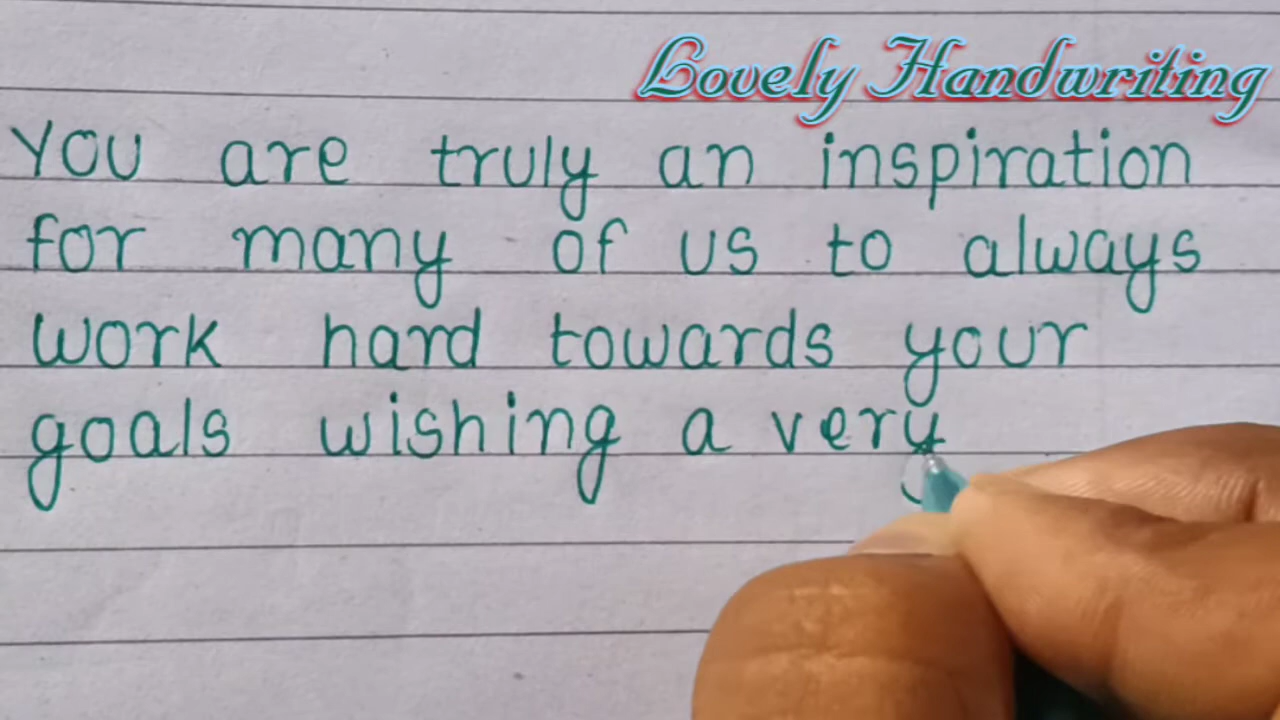 Lovely Handwriting
You are truly an inspiration
for many of us to always
work hard towards your
goals wishing a very